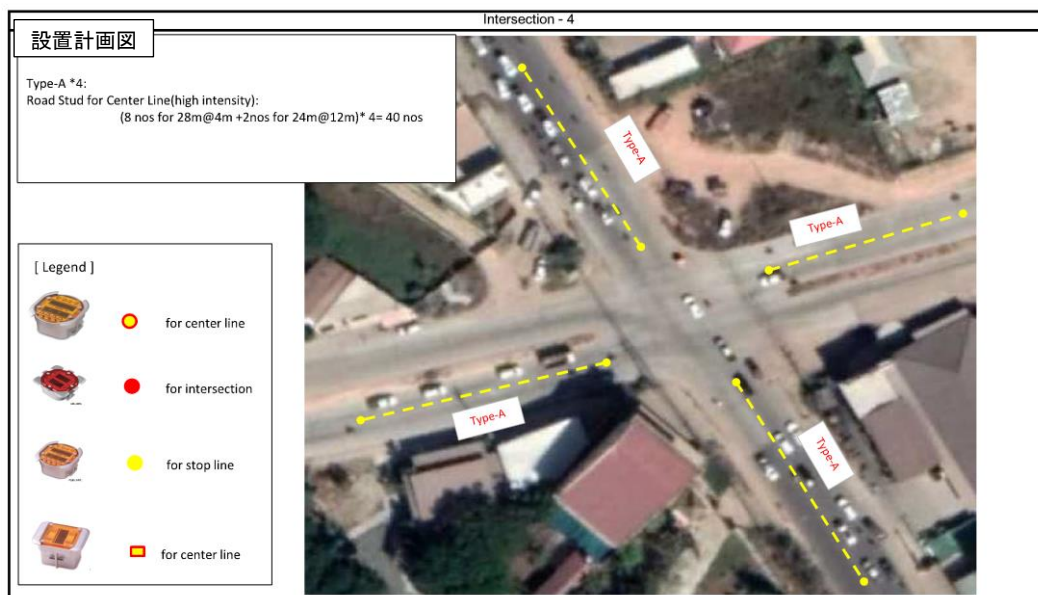 Intersection - 4
設置計画図
Type-A *4:
Road Stud for Center Line(high intensity):
(8 nos for 28m@4m +2nos for 24m@12m)* 4= 40 nos
Type-A
Type-A
[ Legend ]
for center line
for intersection
for stop line
for center line
Type-A
Type-A